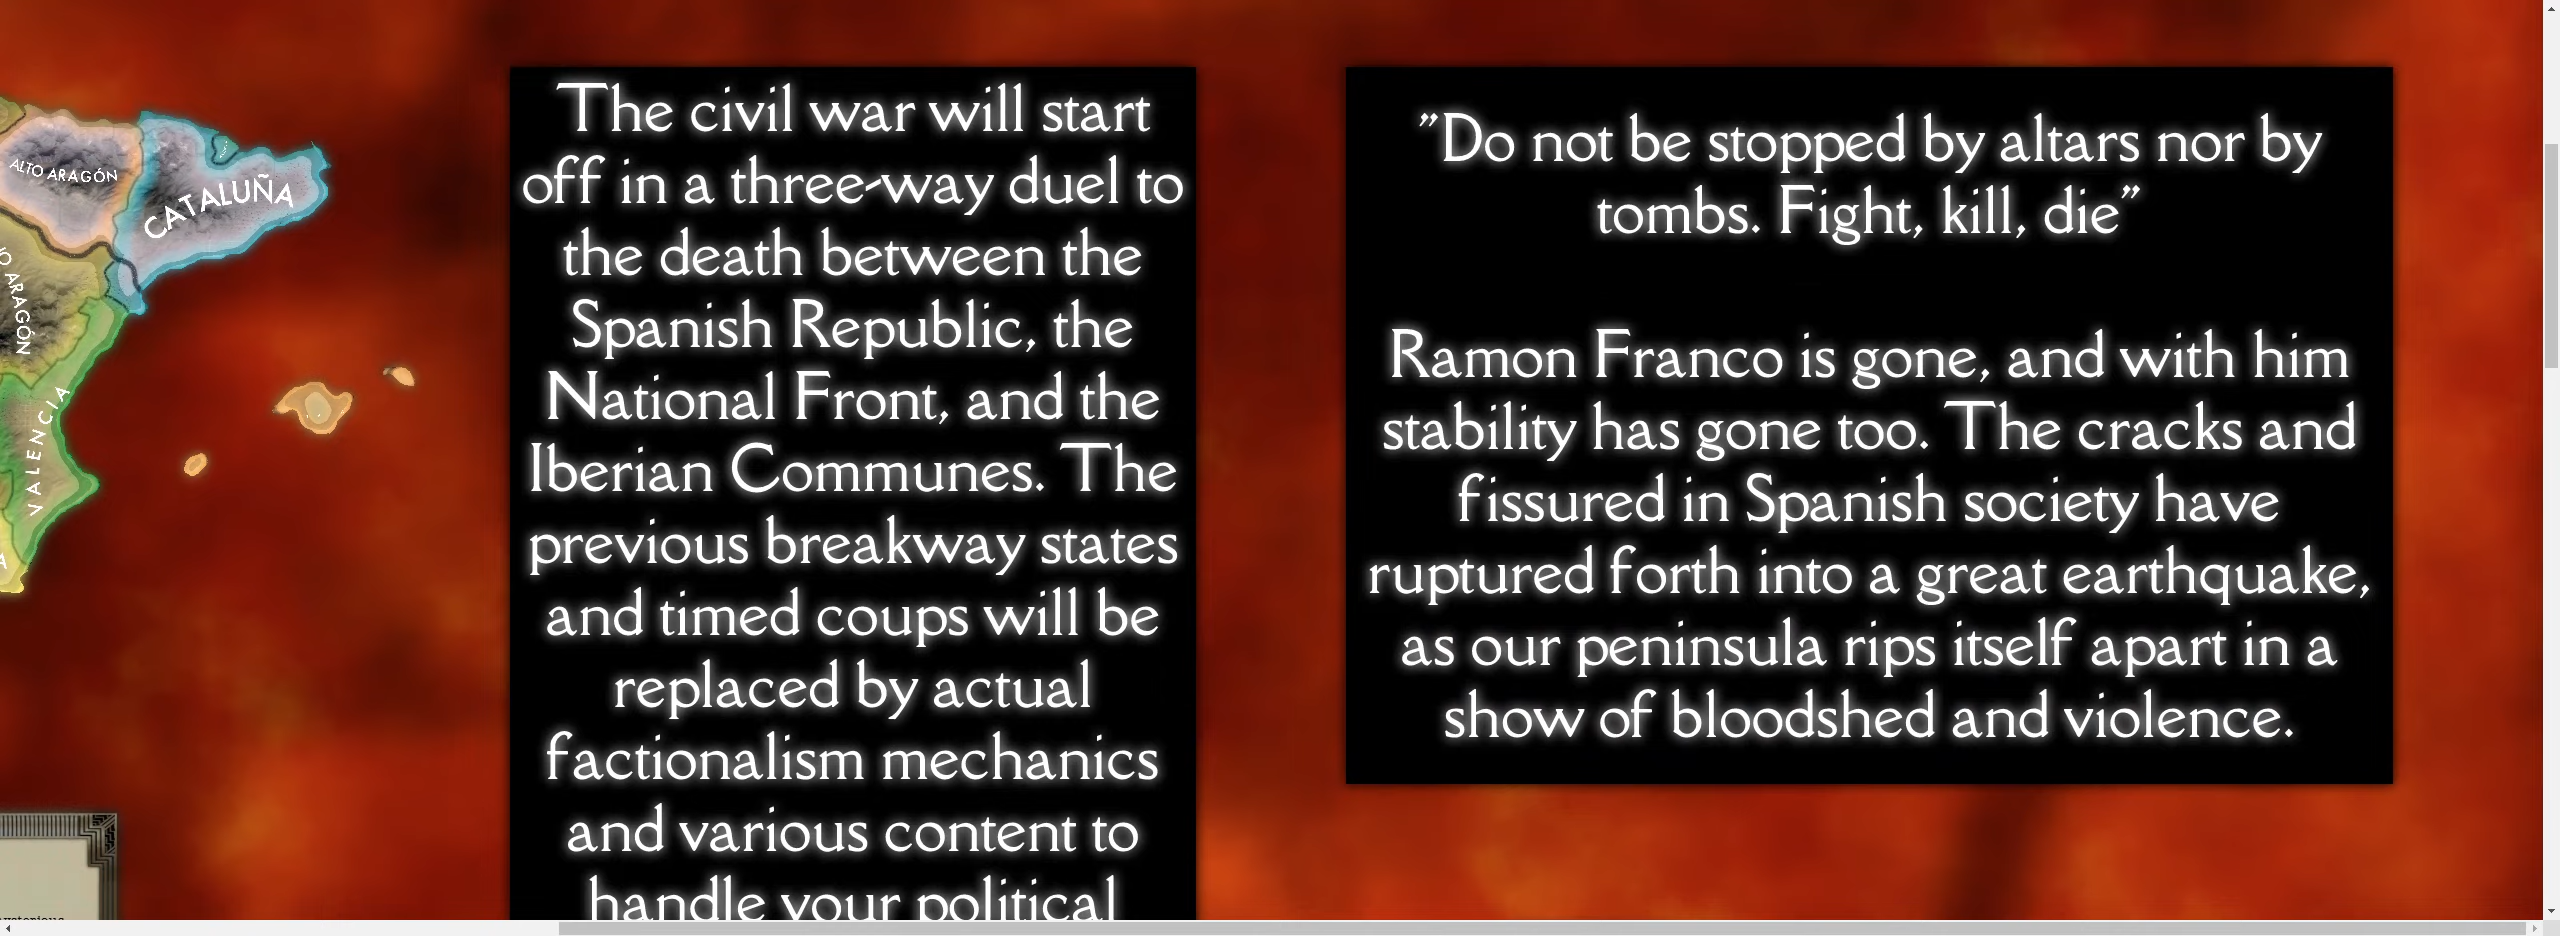 ALTO ARAGÓN
CATALUÑA
ARAGÓN
VALENCIA
The civil war will start
off in a three-way duel to
the death between the
Spanish Republic, the
National Front, and the
Iberian Communes. The
previous breakway states
and timed coups will be
replaced by actual
factionalism mechanics
and various content to
handle your political
"Do not be stopped by altars nor by
tombs. Fight, kill, die"
Ramon Franco is gone, and with him
stability has gone too. The cracks and
fissured in Spanish society have
ruptured forth into a great earthquake,
as our peninsula rips itself apart in a
show of bloodshed and violence.